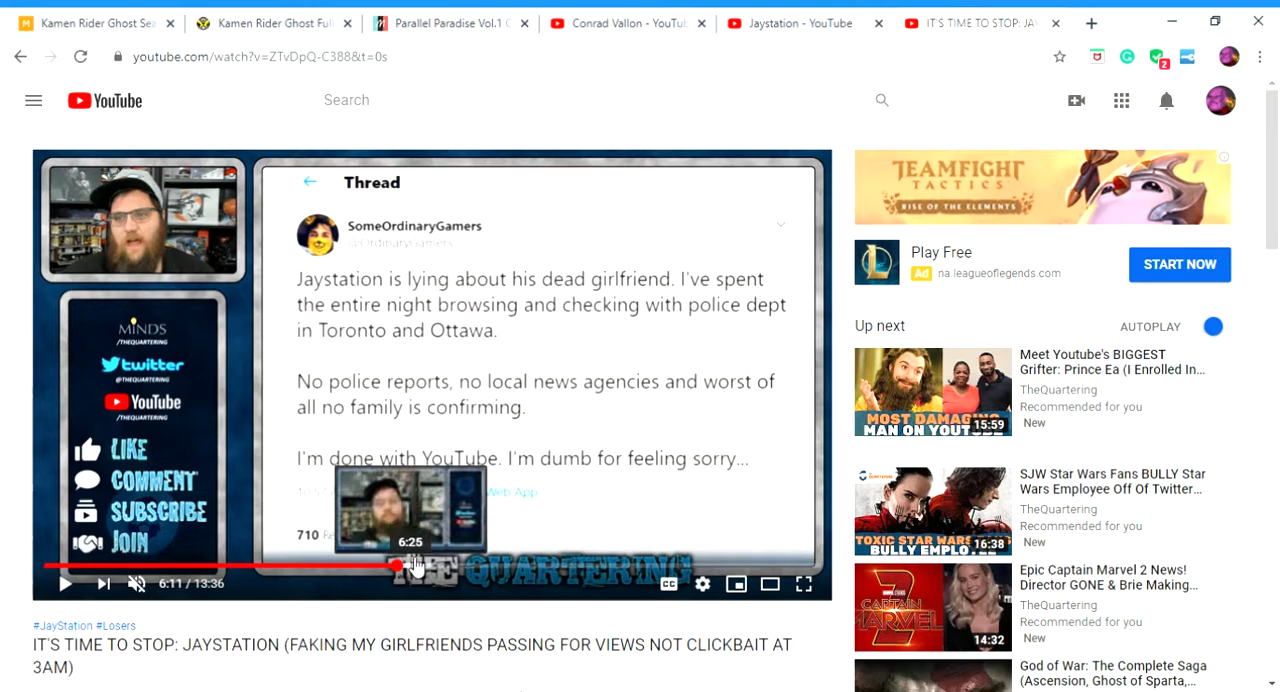 Kamen Rider Ghost Sea
Kamen Rider Ghost Full
Parallel Paradise Vol.1 C
Conrad Vallon - YouTub
Jaystation - YouTube
IT'S TIME TO STOP: JAY
youtube.com/watch?v=ZTvDpQ-C388&t=0s
2
YouTube
Search
Thread
SomeOrdinaryGamers
Jaystation is lying about his dead girlfriend. I've spent
the entire night browsing and checking with police dept
in Toronto and Ottawa.
No police reports, no local news agencies and worst of
all no family is confirming.
I'm done with YouTube. I'm dumb for feeling sorry...
Web App
710
MINDS
/THEQUARTERING
twitter
@THEQUARTERING
YouTube
/THEQUARTERING
LIKE
COMMENT
SUBSCRIBE
JOIN
6:25
THE QUARTERING
6:11 / 13:36
CC
#JayStation #Losers
IT'S TIME TO STOP: JAYSTATION (FAKING MY GIRLFRIENDS PASSING FOR VIEWS NOT CLICKBAIT AT
3AM)
TEAMFIGHT
TACTICS
RISE OF THE ELEMENTS
Play Free
Ad na.leagueoflegends.com
START NOW
Up next
AUTOPLAY
MOST DAMAGING
MAN ON YOUTUBE
15:59
Meet Youtube's BIGGEST
Grifter: Prince Ea (I Enrolled In...
TheQuartering
Recommended for you
New
TOXIC STAR WARS
BULLY EMPLO
16:38
SJW Star Wars Fans BULLY Star
Wars Employee Off Of Twitter...
TheQuartering
Recommended for you
New
2
CAPTAIN
MARVEL
14:32
Epic Captain Marvel 2 News!
Director GONE & Brie Making...
TheQuartering
Recommended for you
New
God of War: The Complete Saga
(Ascension, Ghost of Sparta,...